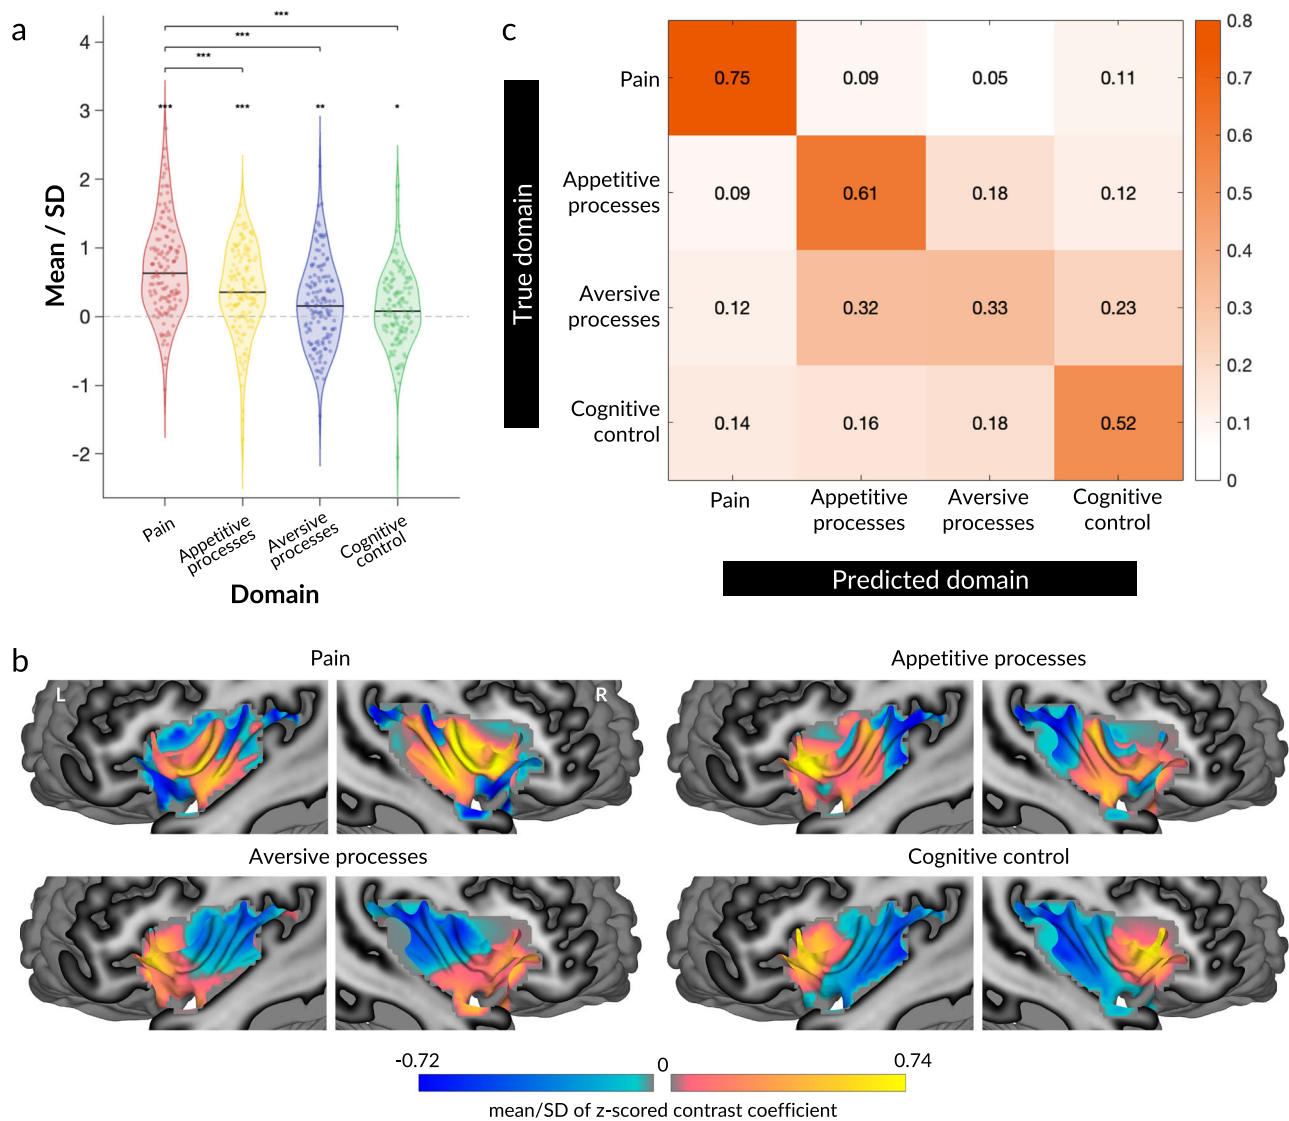 a
***
***
***
***
***
**
*
4
3
2
1
0
-1
-2
Mean / SD
Pain
Appetitive
processes
Aversive
processes
Cognitive
control
Domain
c
True domain
Pain
Appetitive
processes
Aversive
processes
Cognitive
control
0.75 0.09 0.05 0.11
0.09 0.61 0.18 0.12
0.12 0.32 0.33 0.23
0.14 0.16 0.18 0.52
Pain
Appetitive
processes
Aversive
processes
Cognitive
control
Predicted domain
0.8
0.7
0.6
0.5
0.4
0.3
0.2
0.1
0
b
Pain
L
R
Appetitive processes
Aversive processes
Cognitive control
-0.72 0 0.74
mean/SD of z-scored contrast coefficient